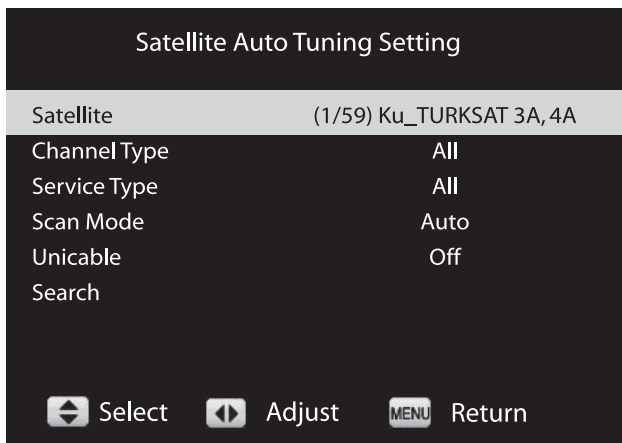 Satellite Auto Tuning Setting
Satellite (1/59) Ku_TURKSAT 3A, 4A
Channel Type All
Service Type All
Scan Mode Auto
Unicable Off
Search
Select Adjust MENU Return